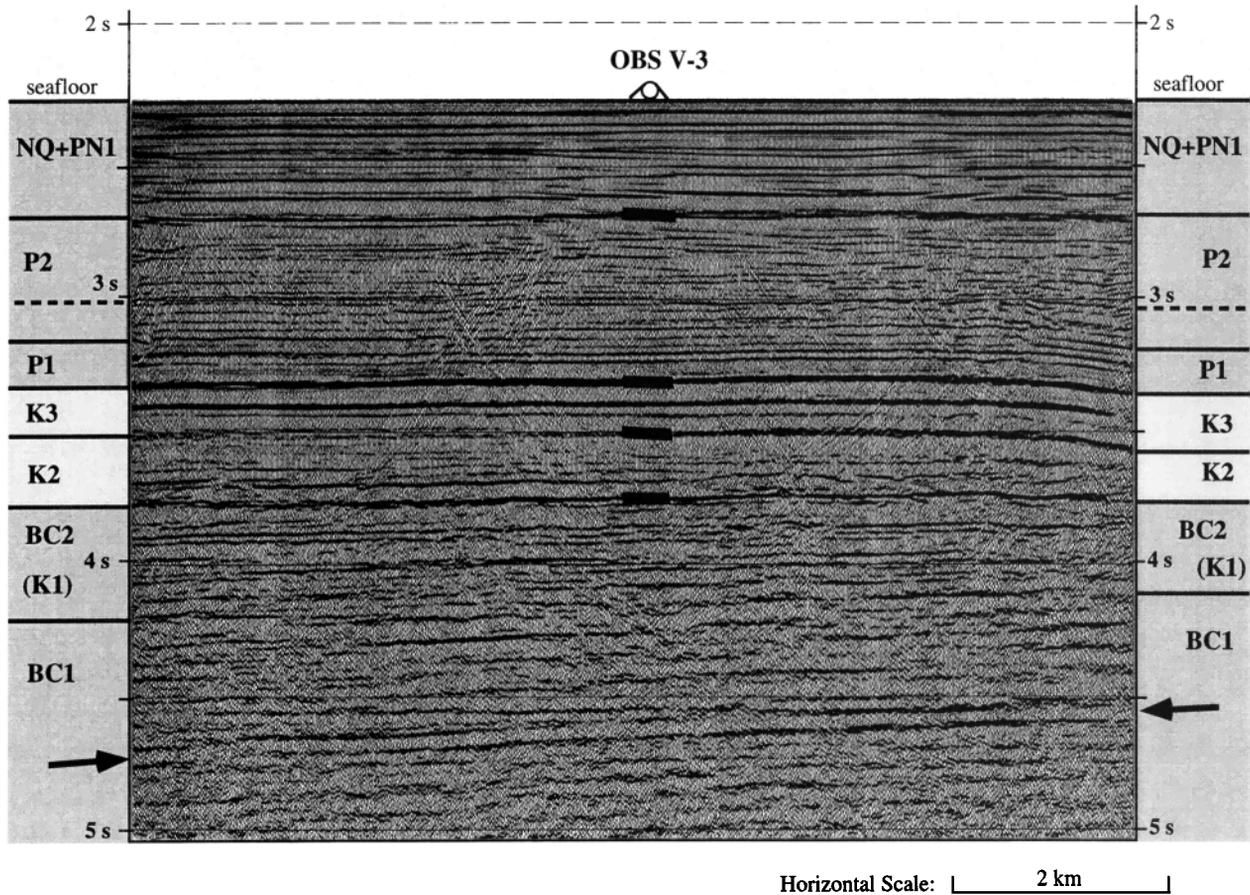 2 s
2 s
OBS V-3
seafloor
seafloor
NQ+PN1
NQ+PN1
P2
P2
3 s
3 s
P1
P1
K3
K3
K2
K2
BC2
(K1)
BC2
(K1)
4 s
4 s
BC1
BC1
5 s
5 s
Horizontal Scale: 2 km